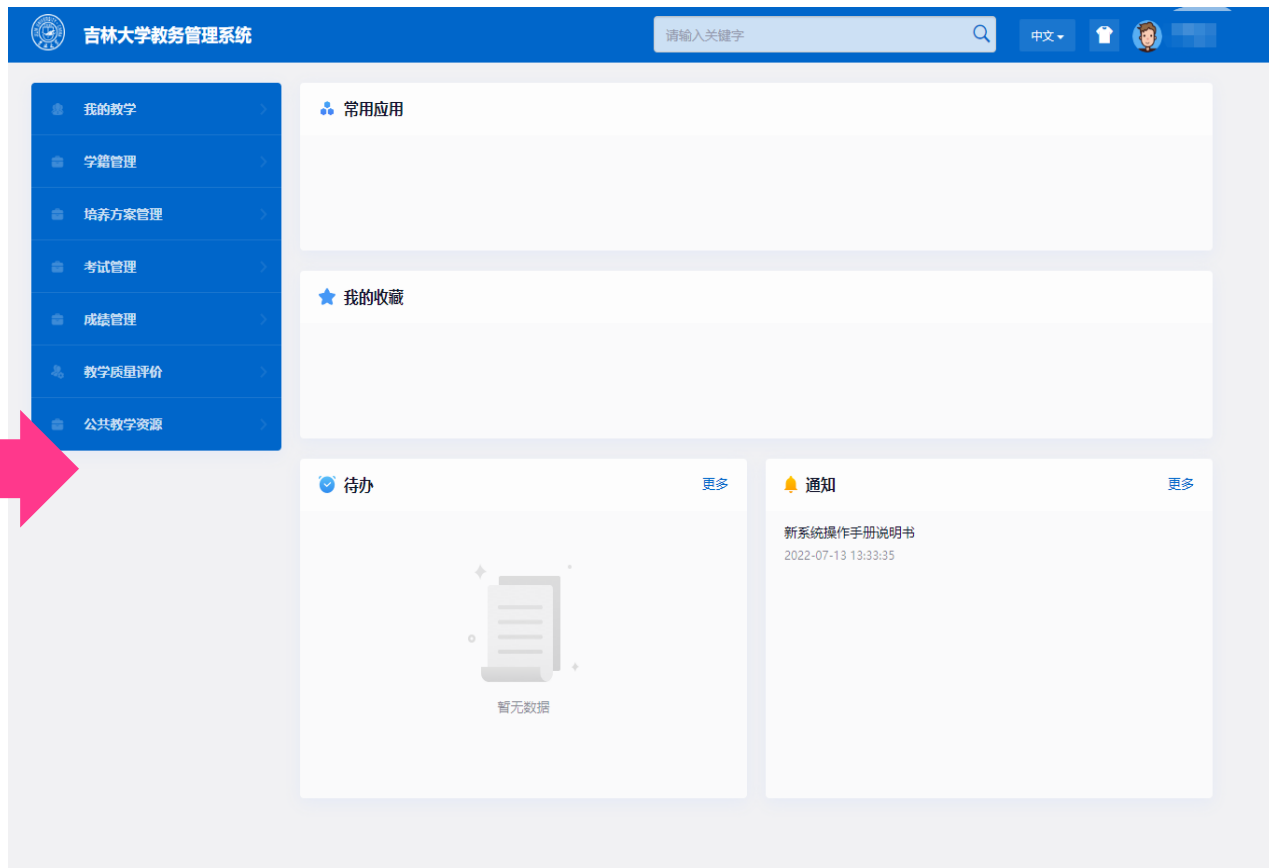 吉林大学教务管理系统
请输入关键字
中文
我的教学
学籍管理
培养方案管理
考试管理
成绩管理
教学质量评价
公共教学资源
常用应用
我的收藏
待办
更多
暂无数据
通知
更多
新系统操作手册说明书
2022-07-13 13:33:35